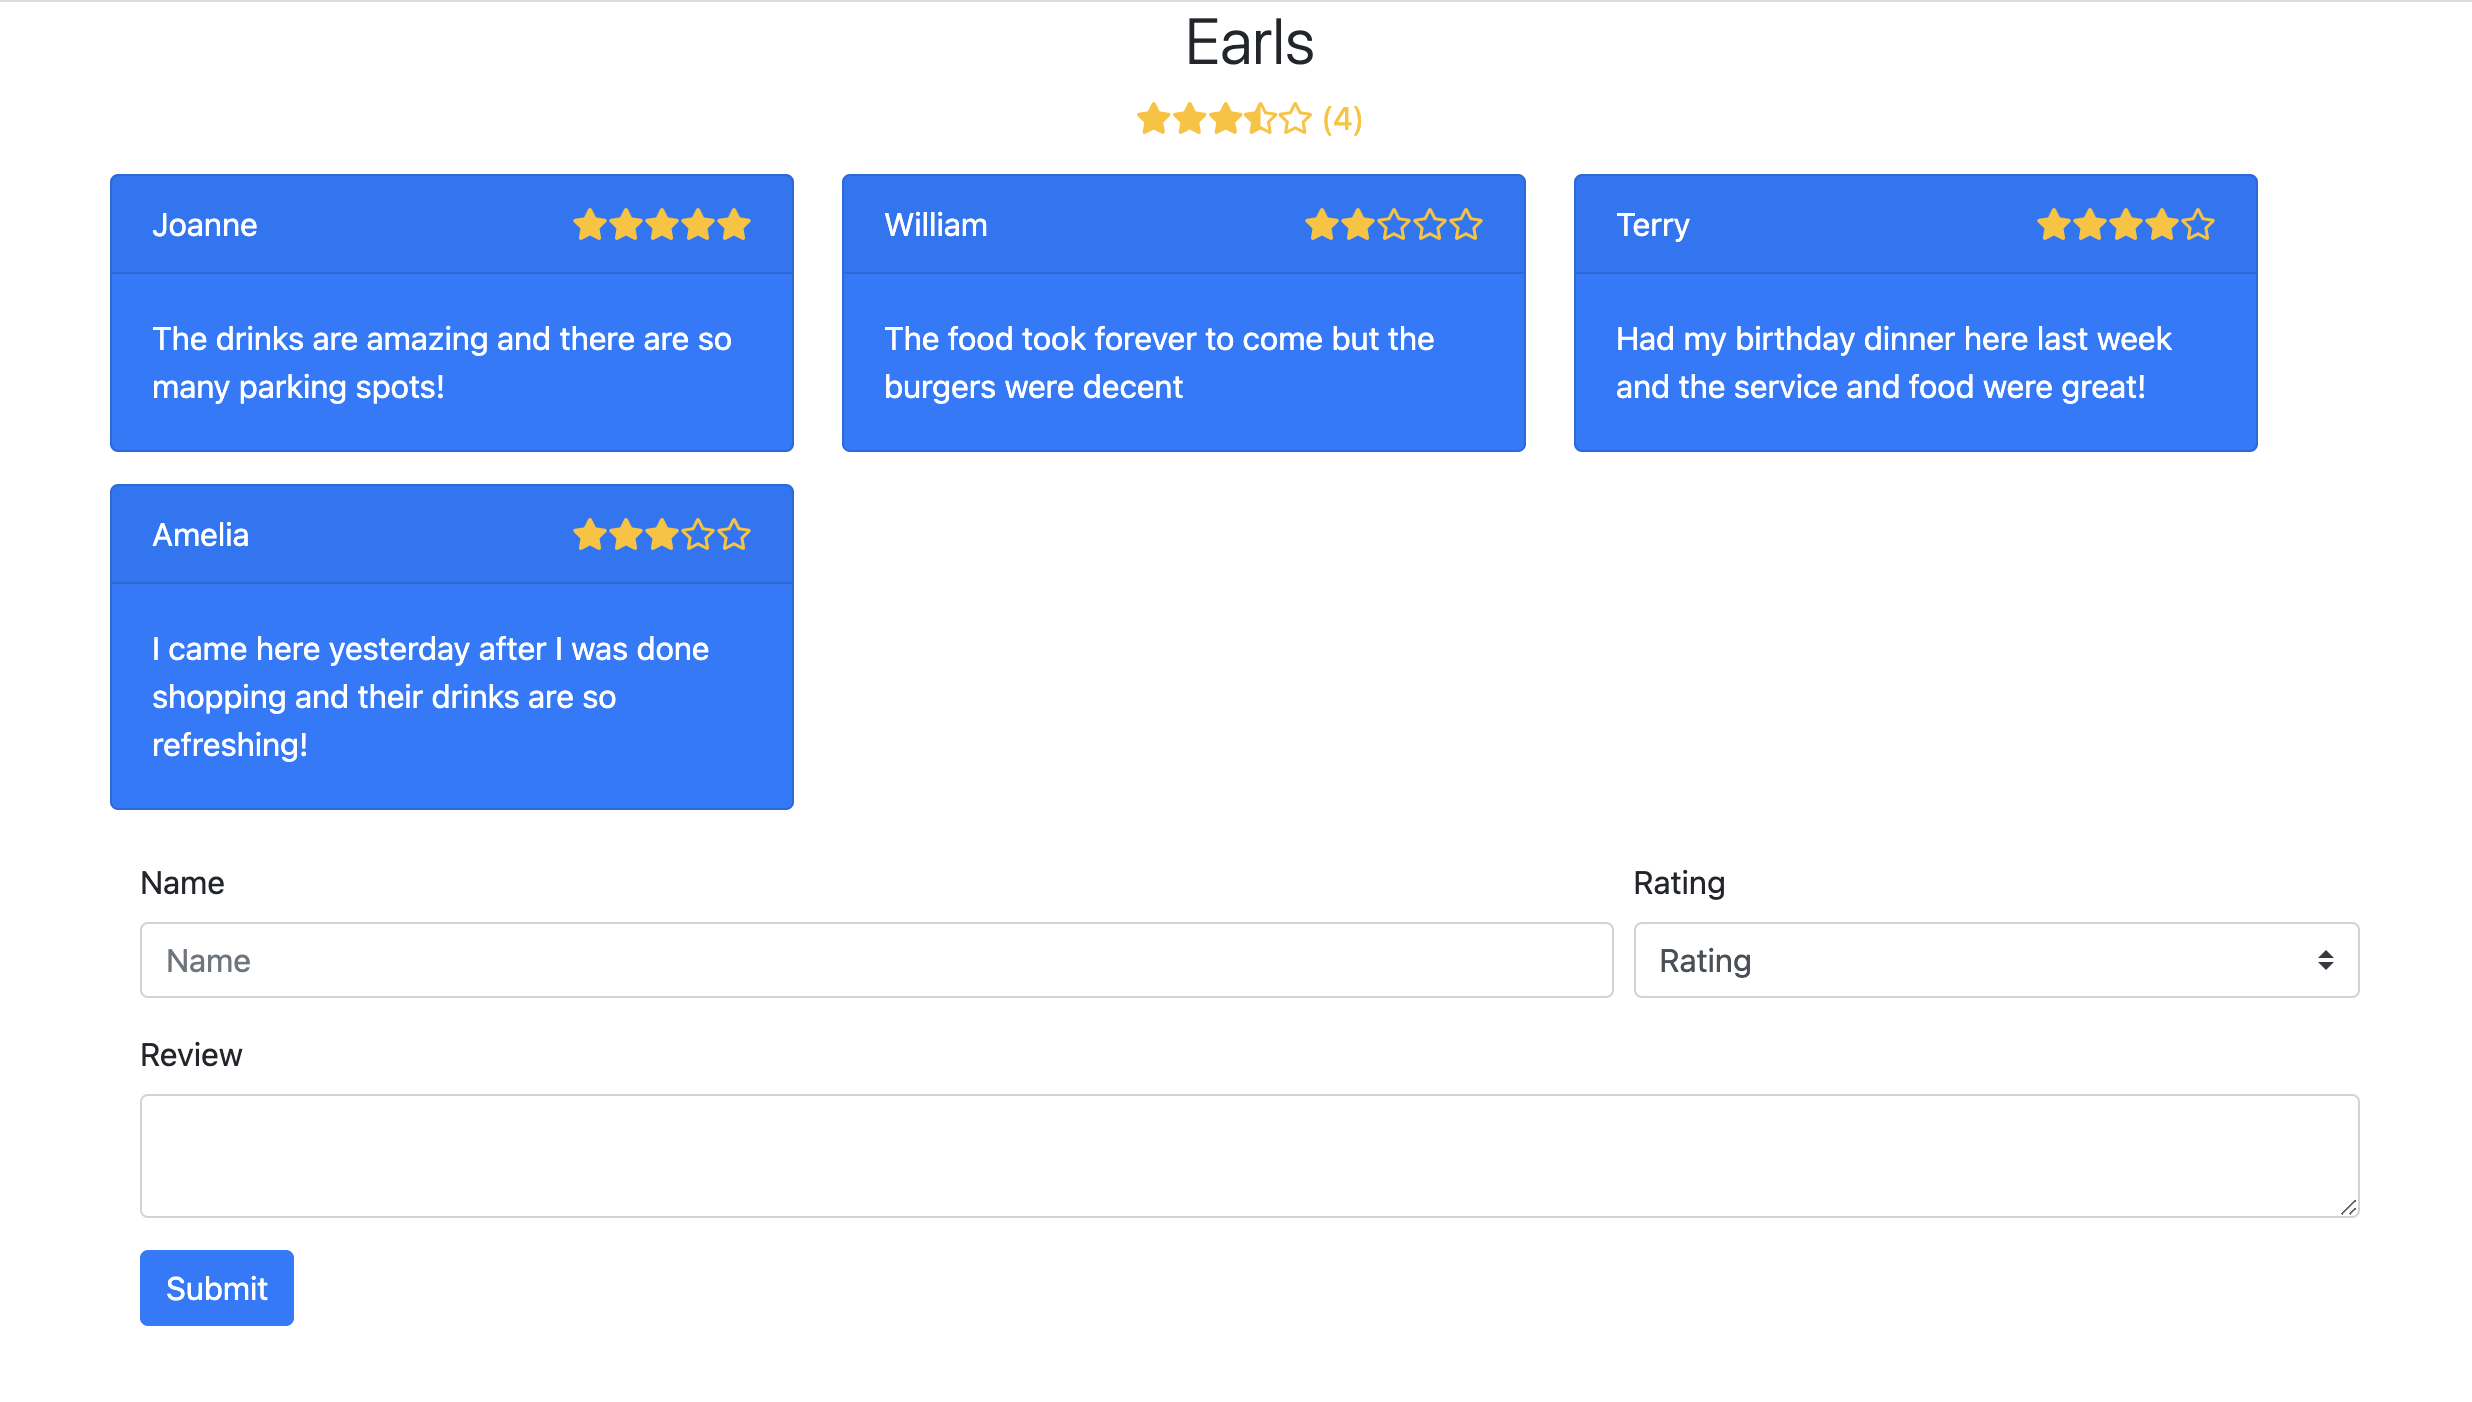 Earls
(4)
Joanne
The drinks are amazing and there are so
many parking spots!
William
The food took forever to come but the
burgers were decent
Terry
Had my birthday dinner here last week
and the service and food were great!
Amelia
I came here yesterday after I was done
shopping and their drinks are so
refreshing!
Name
Name
Rating
Rating
Review
Submit